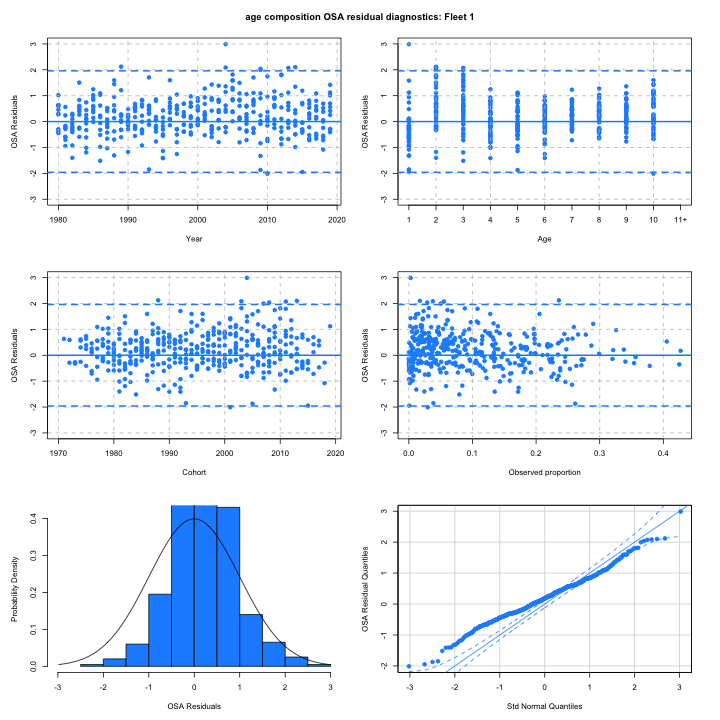 age composition OSA residual diagnostics: Fleet 1
OSA Residuals
3
2
1
0
-1
-2
-3
1980 1990 2000 2010 2020
Year
OSA Residuals
3
2
1
0
-1
-2
-3
1 2 3 4 5 6 7 8 9 10 11+
Age
OSA Residuals
3
2
1
0
-1
-2
-3
1970 1980 1990 2000 2010 2020
Cohort
OSA Residuals
3
2
1
0
-1
-2
-3
0.0 0.1 0.2 0.3 0.4
Observed proportion
Probability Density
0.4
0.3
0.2
0.1
0.0
-3 -2 -1 0 1 2 3
OSA Residuals
OSA Residual Quantiles
3
2
1
0
-1
-2
-3 -2 -1 0 1 2 3
Std Normal Quantiles